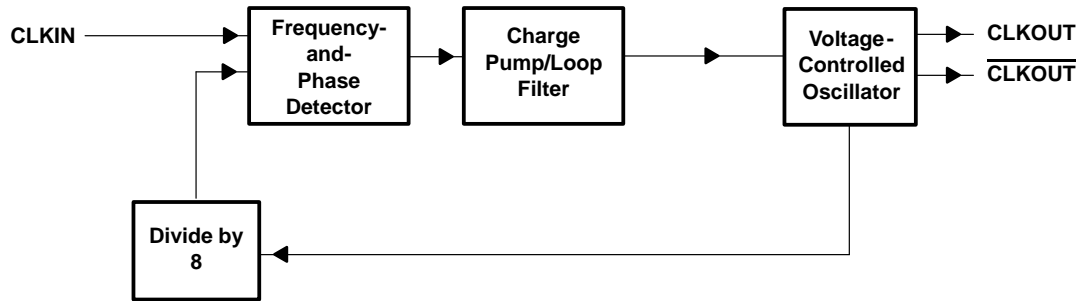 CLKIN
Frequency-
and-
Phase
Detector
Charge
Pump/Loop
Filter
Voltage-
Controlled
Oscillator
CLKOUT
CLKOUT
Divide by
8